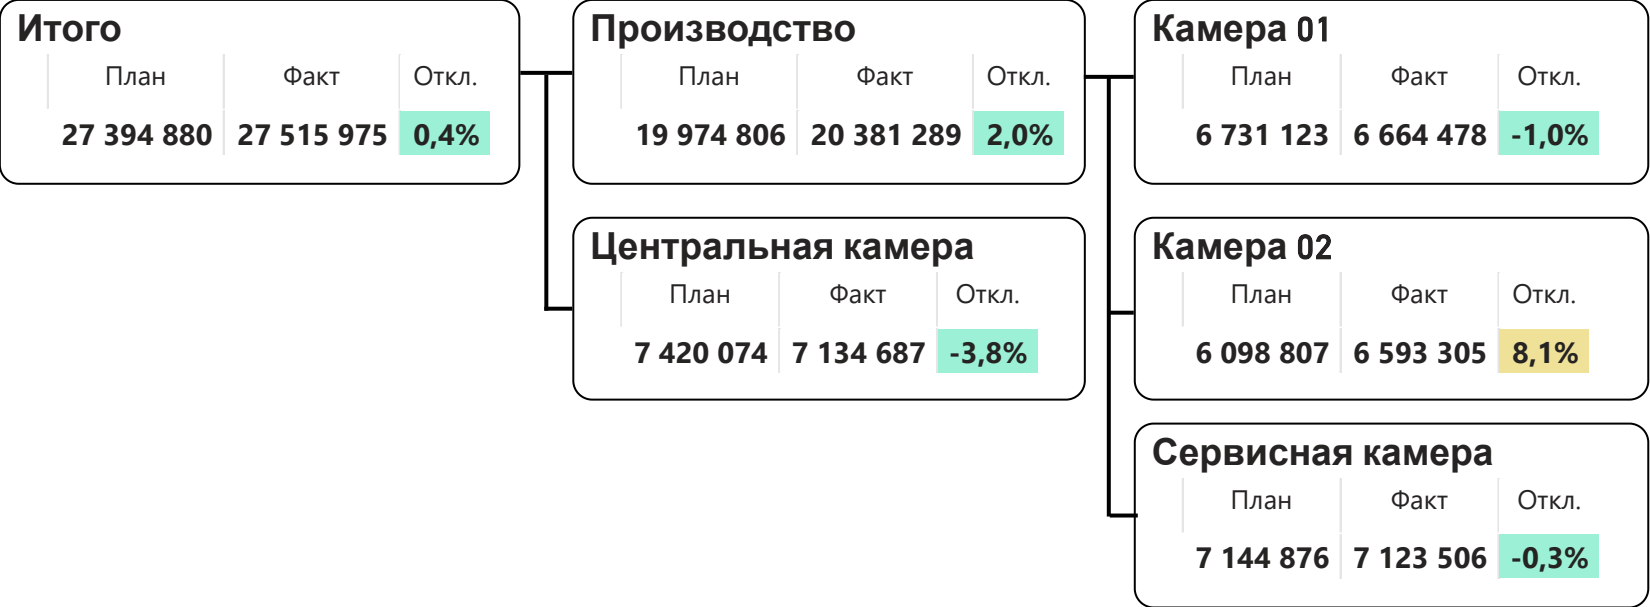 Итого
План Факт Откл.
27 394 880 27 515 975 0,4%
Производство
План Факт Откл.
19 974 806 20 381 289 2,0%
Камера 01
План Факт Откл.
6 731 123 6 664 478 -1,0%
Центральная камера
План Факт Откл.
7 420 074 7 134 687 -3,8%
Камера 02
План Факт Откл.
6 098 807 6 593 305 8,1%
Сервисная камера
План Факт Откл.
7 144 876 7 123 506 -0,3%